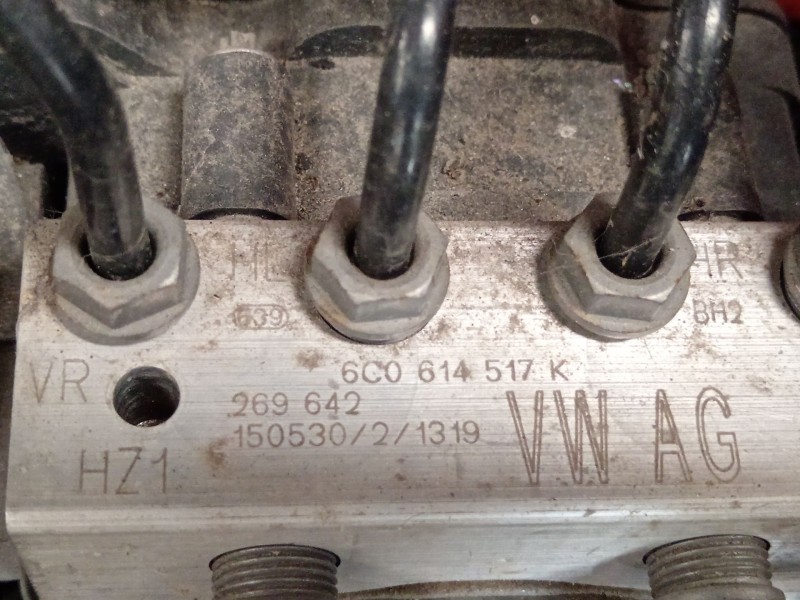 HL HR
639 BH2
VR 6C0 614 517 K
269 642
150530/2/1319 VW AG
HZ1